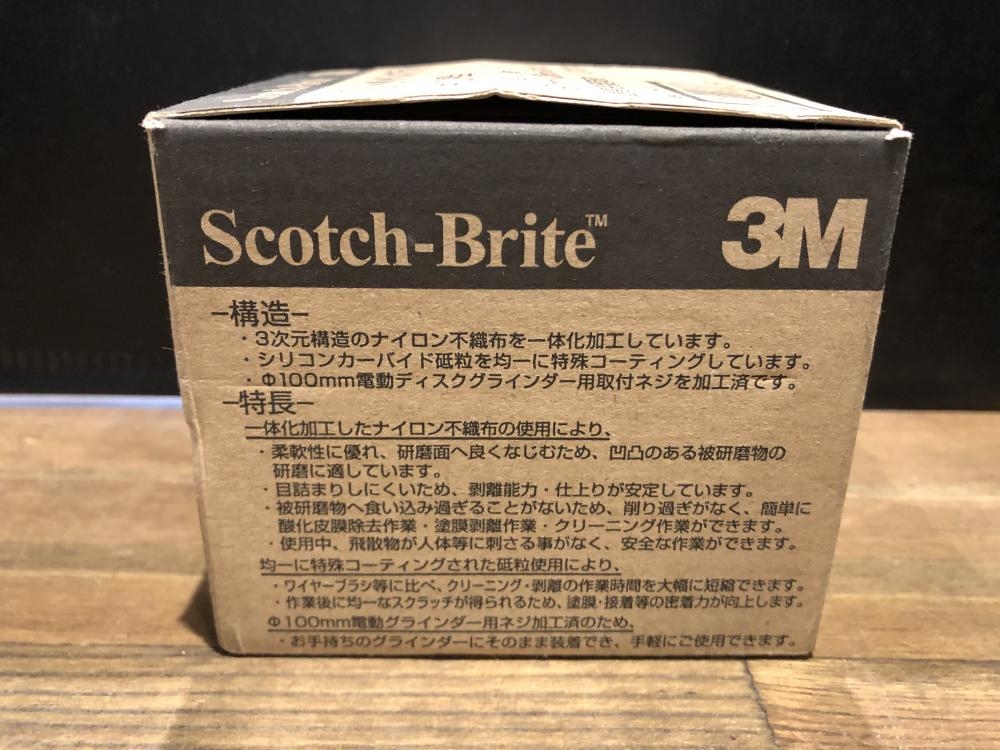 Scotch-Brite™
3M
−構造−
・3次元構造のナイロン不織布を一体化加工しています。
・シリコンカーバイド砥粒を均一に特殊コーティングしています。
・Φ100mm電動ディスクグラインダー用取付ネジを加工済です。
−特長−
一体化加工したナイロン不織布の使用により、
・柔軟性に優れ、研磨面へ良くなじむため、凹凸のある被研磨物の
研磨に適しています。
・目詰まりしにくいため、剥離能力・仕上りが安定しています。
・被研磨物へ食い込み過ぎることがないため、削り過ぎがなく、簡単に
酸化皮膜除去作業・塗膜剥離作業・クリーニング作業ができます。
・使用中、飛散物が人体等に刺さる事がなく、安全な作業ができます。
均一に特殊コーティングされた砥粒使用により、
・ワイヤーブラシ等に比べ、クリーニング・剥離の作業時間を大幅に短縮できます。
・作業後に均一なスクラッチが得られるため、塗膜・接着等の密着力が向上します。
Φ100mm電動グラインダー用ネジ加工済のため、
・お手持ちのグラインダーにそのまま装着でき、手軽にご使用できます。